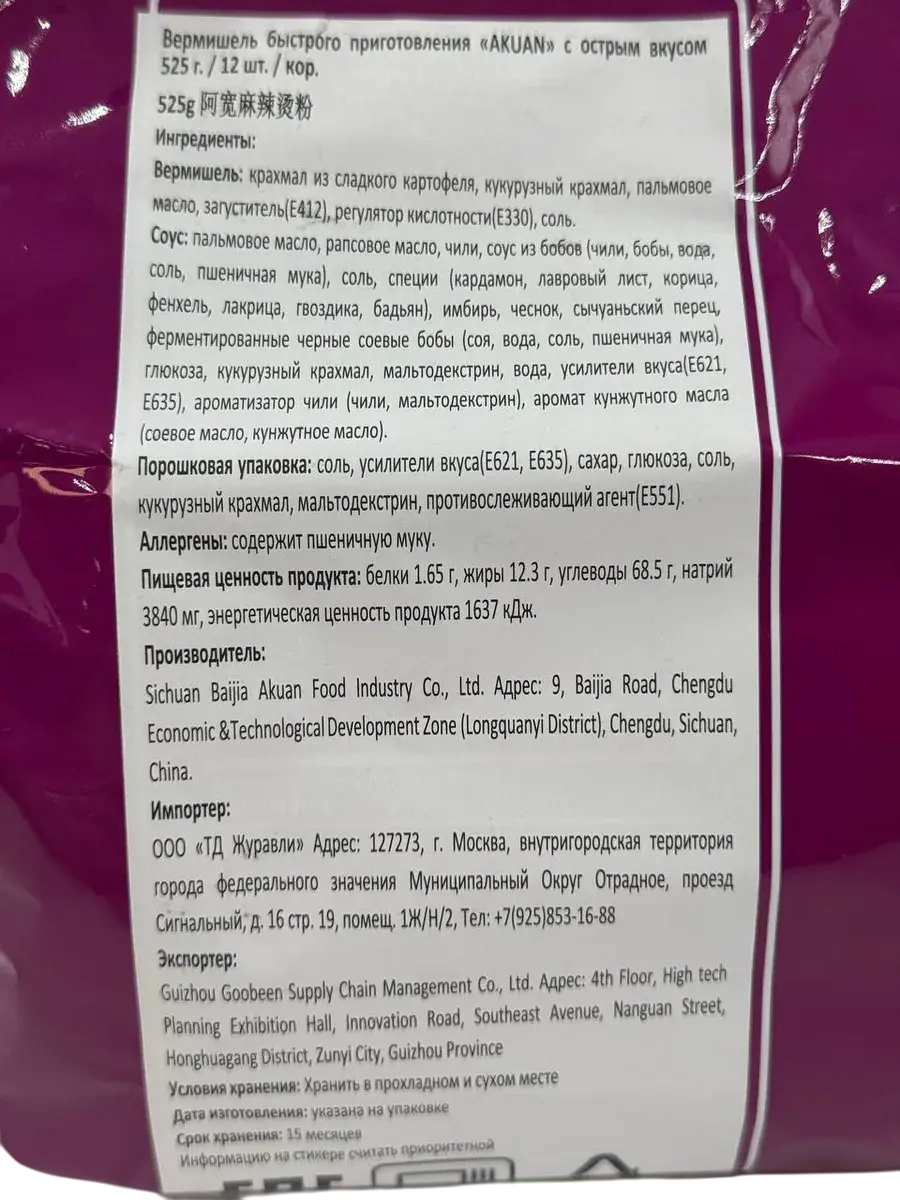 Вермишель быстрого приготовления «AKUAN» с острым вкусом
525 г. / 12 шт. / кор.
525g 阿宽麻辣烫粉
Ингредиенты:
Вермишель: крахмал из сладкого картофеля, кукурузный крахмал, пальмовое
масло, загуститель(Е412), регулятор кислотности(Е330), соль.
Соус: пальмовое масло, рапсовое масло, чили, соус из бобов (чили, бобы, вода,
соль, пшеничная мука), соль, специи (кардамон, лавровый лист, корица,
фенхель, лакрица, гвоздика, бадьян), имбирь, чеснок, сычуаньский перец,
ферментированные черные соевые бобы (соя, вода, соль, пшеничная мука),
глюкоза, кукурузный крахмал, мальтодекстрин, вода, усилители вкуса(Е621,
Е635), ароматизатор чили (чили, мальтодекстрин), аромат кунжутного масла
(соевое масло, кунжутное масло).
Порошковая упаковка: соль, усилители вкуса(Е621, Е635), сахар, глюкоза, соль,
кукурузный крахмал, мальтодекстрин, противослеживающий агент(Е551).
Аллергены: содержит пшеничную муку.
Пищевая ценность продукта: белки 1.65 г, жиры 12.3 г, углеводы 68.5 г, натрий
3840 мг, энергетическая ценность продукта 1637 кДж.
Производитель:
Sichuan Baijia Akuan Food Industry Co., Ltd. Адрес: 9, Baijia Road, Chengdu
Economic &Technological Development Zone (Longquanyi District), Chengdu, Sichuan,
China.
Импортер:
ООО «ТД Журавли» Адрес: 127273, г. Москва, внутригородская территория
города федерального значения Муниципальный Округ Отрадное, проезд
Сигнальный, д. 16 стр. 19, помещ. 1Ж/Н/2, Тел: +7(925)853-16-88
Экспортер:
Guizhou Goobeen Supply Chain Management Co., Ltd. Адрес: 4th Floor, High tech
Planning Exhibition Hall, Innovation Road, Southeast Avenue, Nanguan Street,
Honghuagang District, Zunyi City, Guizhou Province
Условия хранения: Хранить в прохладном и сухом месте
Дата изготовления: указана на упаковке
Срок хранения: 15 месяцев
Информацию на стикере считать приоритетной